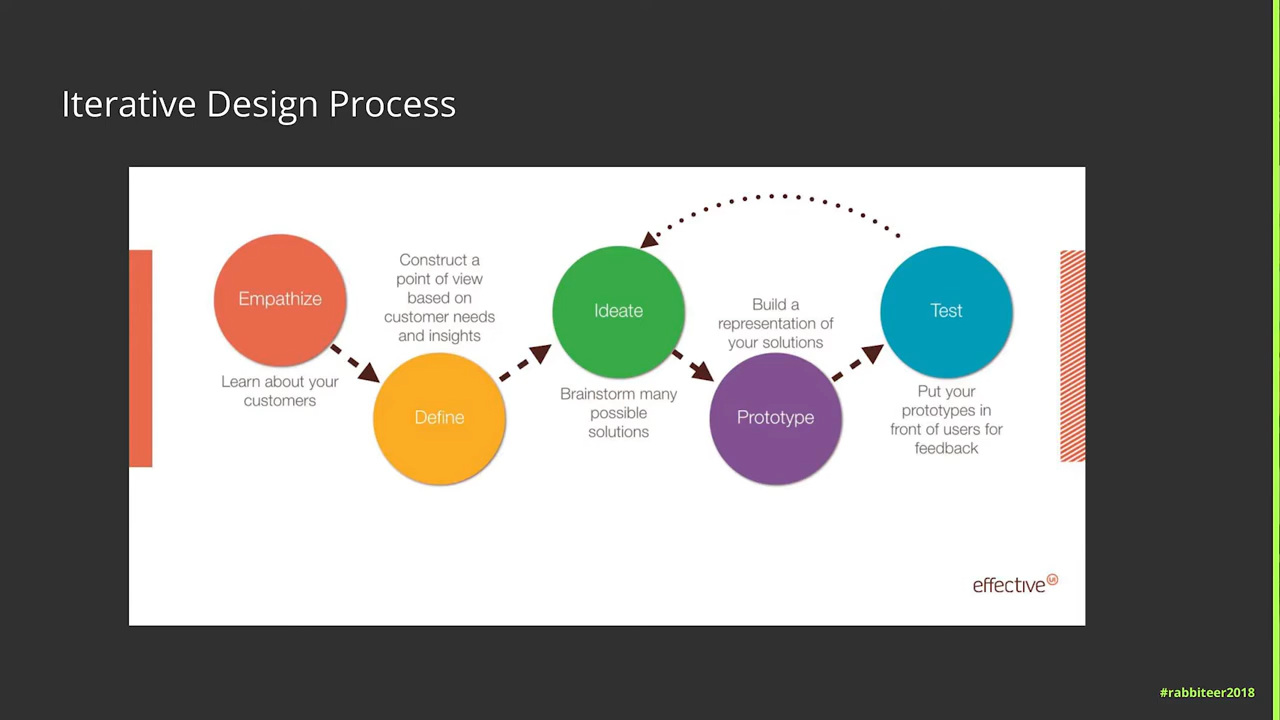 Iterative Design Process
Empathize
Learn about your
customers
Construct a
point of view
based on
customer needs
and insights
Define
Ideate
Brainstorm many
possible
solutions
Build a
representation of
your solutions
Prototype
Test
Put your
prototypes in
front of users for
feedback
effective UI
#rabbiteer2018